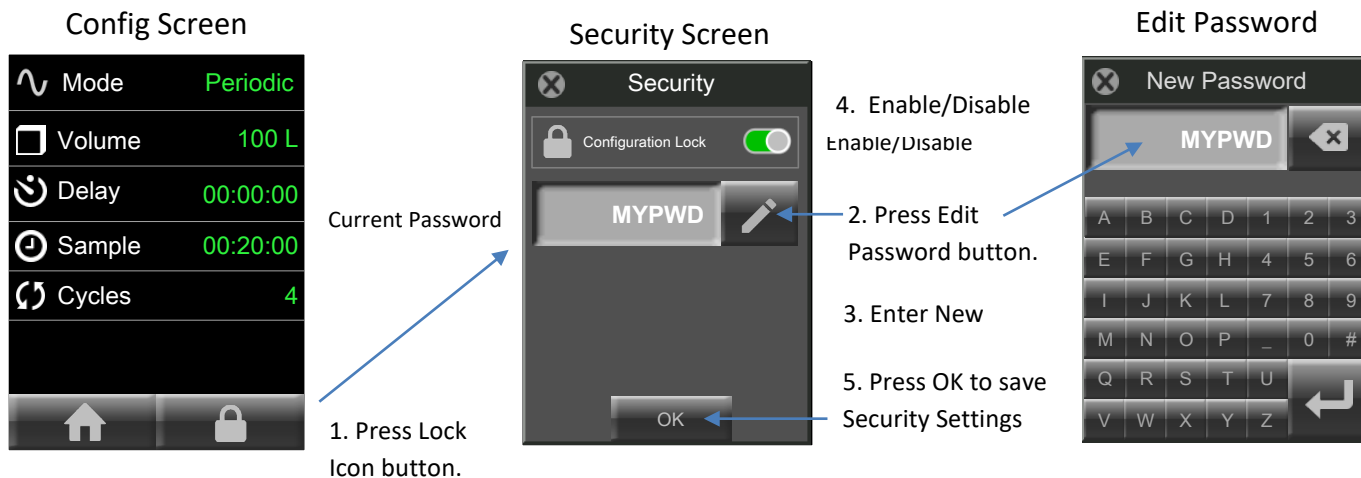 Config Screen
Mode Periodic
Volume 100 L
Delay 00:00:00
Sample 00:20:00
Cycles 4
Current Password
1. Press Lock
Icon button.
Security Screen
Security
Configuration Lock
MYPWD
OK
4. Enable/Disable
Enable/Disable
2. Press Edit
Password button.
3. Enter New
5. Press OK to save
Security Settings
Edit Password
New Password
MYPWD
A B C D 1 2 3
E F G H 4 5 6
I J K L 7 8 9
M N O P _ 0 #
Q R S T U
V W X Y Z